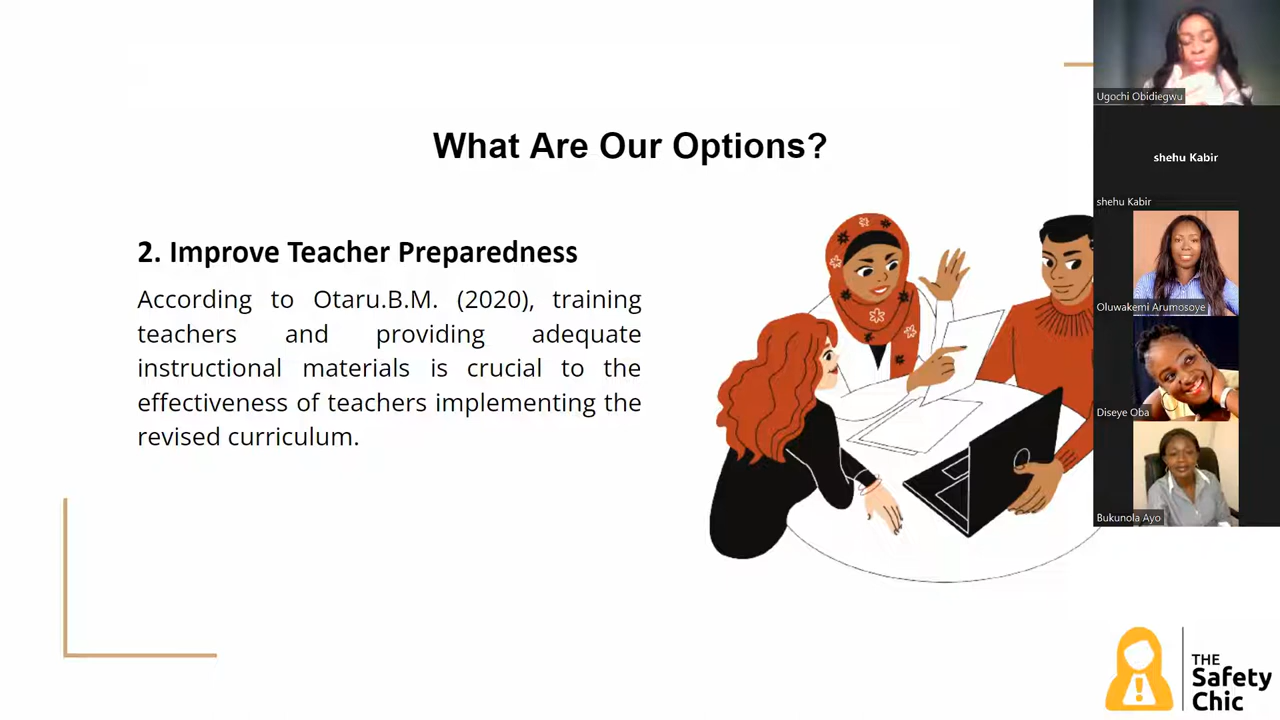 What Are Our Options?
2. Improve Teacher Preparedness
According to Otaru.B.M. (2020), training
teachers and providing adequate
instructional materials is crucial to the
effectiveness of teachers implementing the
revised curriculum.
Ugochi Obidiegwu
shehu Kabir
shehu Kabir
Oluwakemi Arumosoye
Diseye Oba
Bukunola Ayo
THE
Safety
Chic